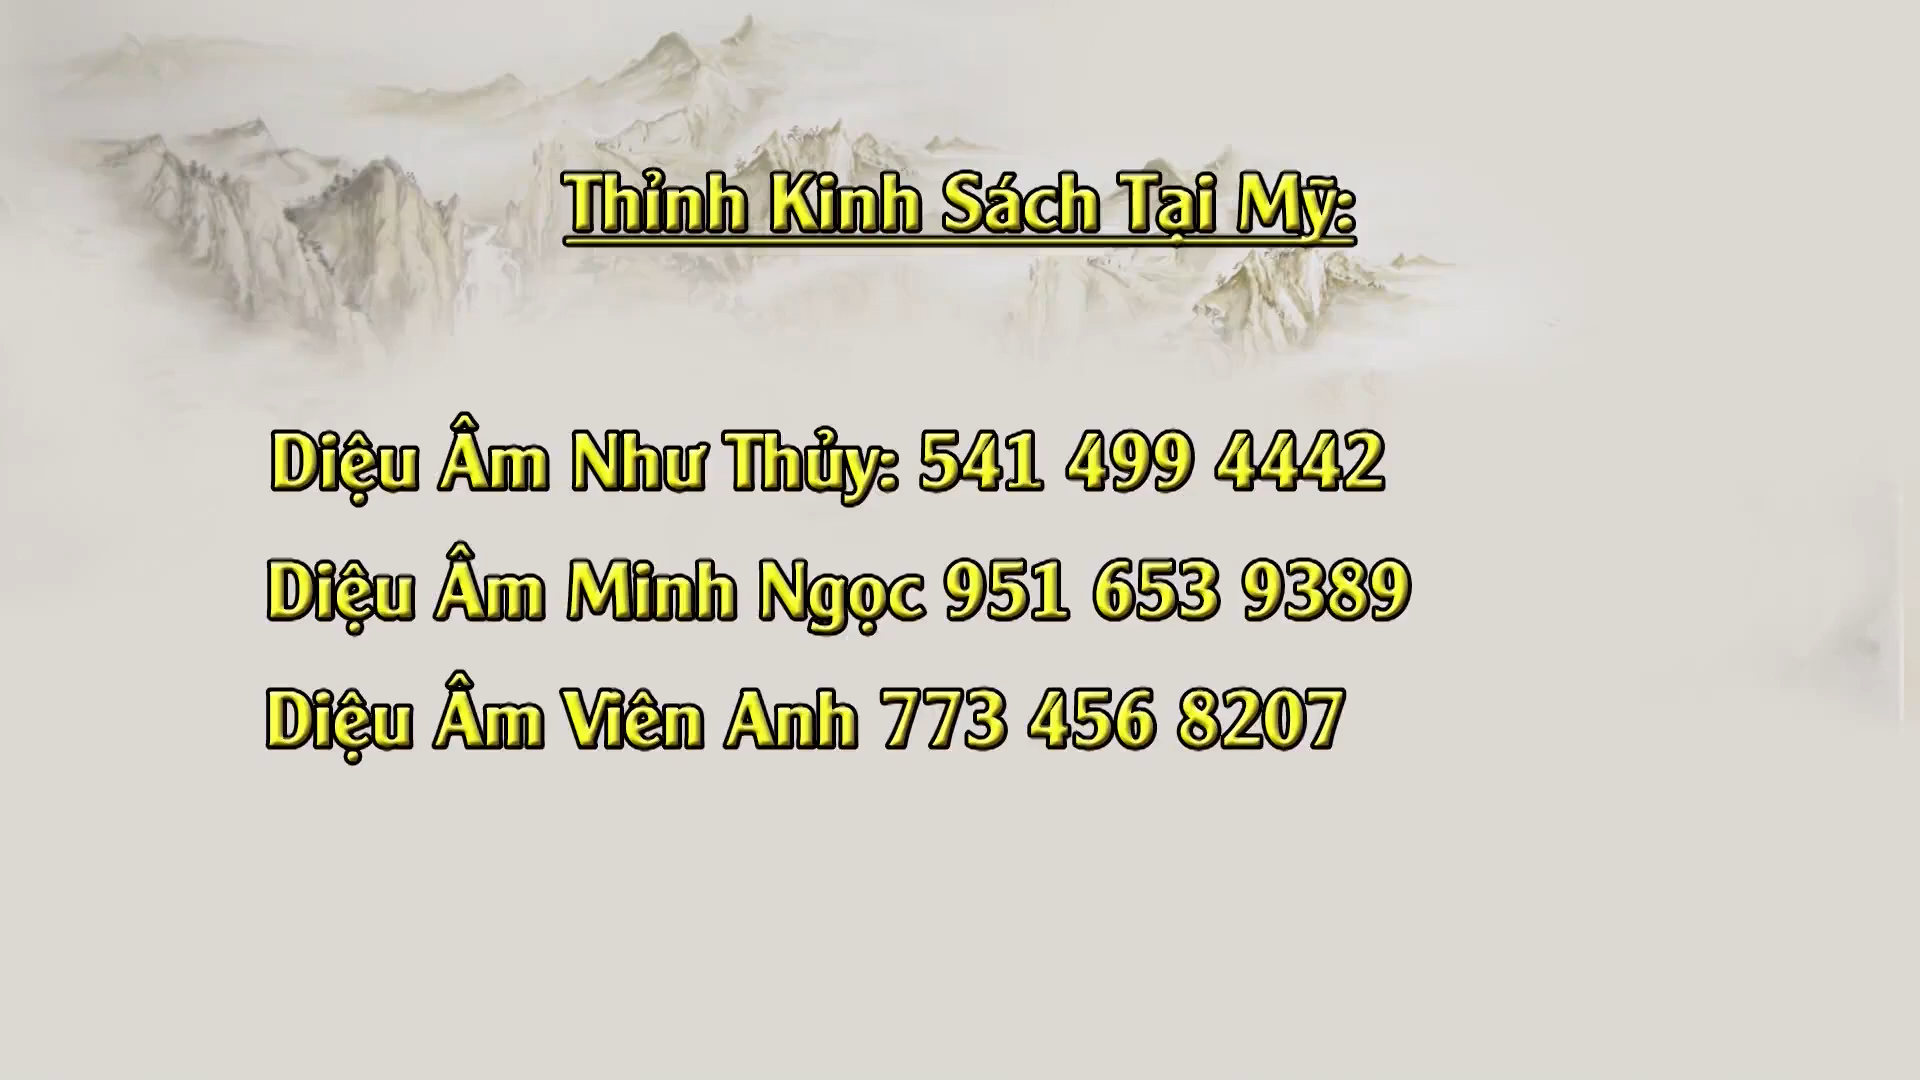 Thỉnh Kinh Sách Tại Mỹ:
Diệu Âm Như Thủy: 541 499 4442
Diệu Âm Minh Ngọc 951 653 9389
Diệu Âm Viên Anh 773 456 8207